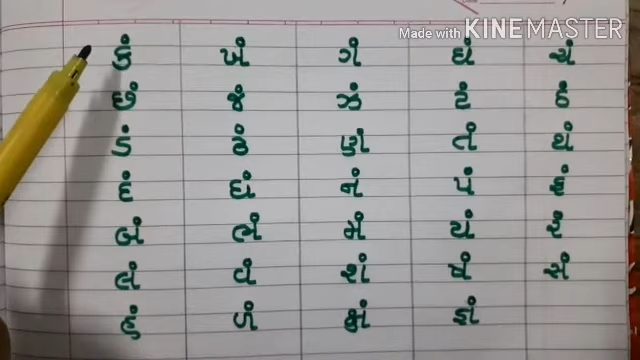 Made with KINEMASTER
કં ખં ગં ઘં ચં
છં જં ઝં ટં ઠં
ડં ઢં ણં તં થં
દં ધં નં પં ફં
બં ભં મં યં રં
લં વં શં ષં સં
હં ળં ક્ષં જ્ઞં